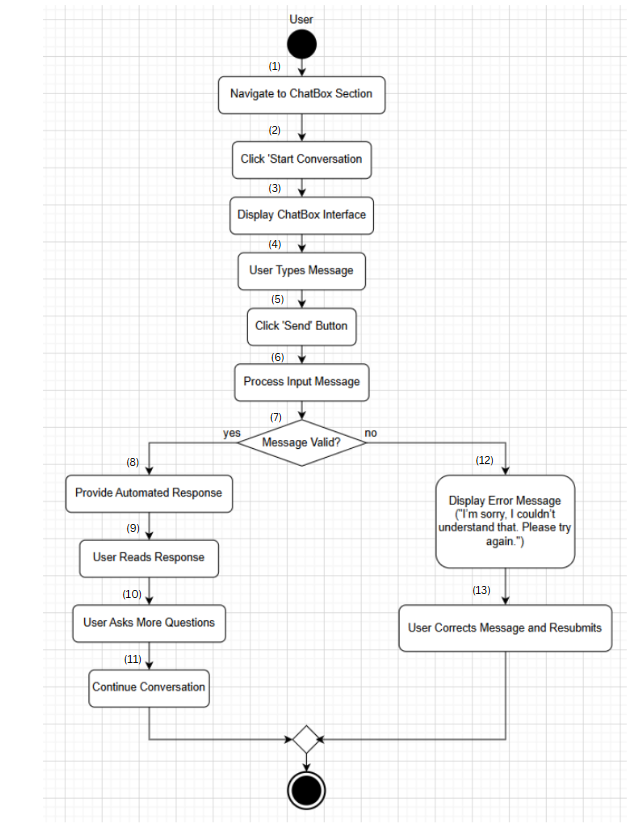 User
(1)
Navigate to ChatBox Section
(2)
Click 'Start Conversation
(3)
Display ChatBox Interface
(4)
User Types Message
(5)
Click 'Send' Button
(6)
Process Input Message
(7)
yes
Message Valid?
no
(8)
Provide Automated Response
(9)
User Reads Response
(10)
User Asks More Questions
(11)
Continue Conversation
(12)
Display Error Message
("I'm sorry, I couldn't
understand that. Please try
again.")
(13)
User Corrects Message and Resubmits